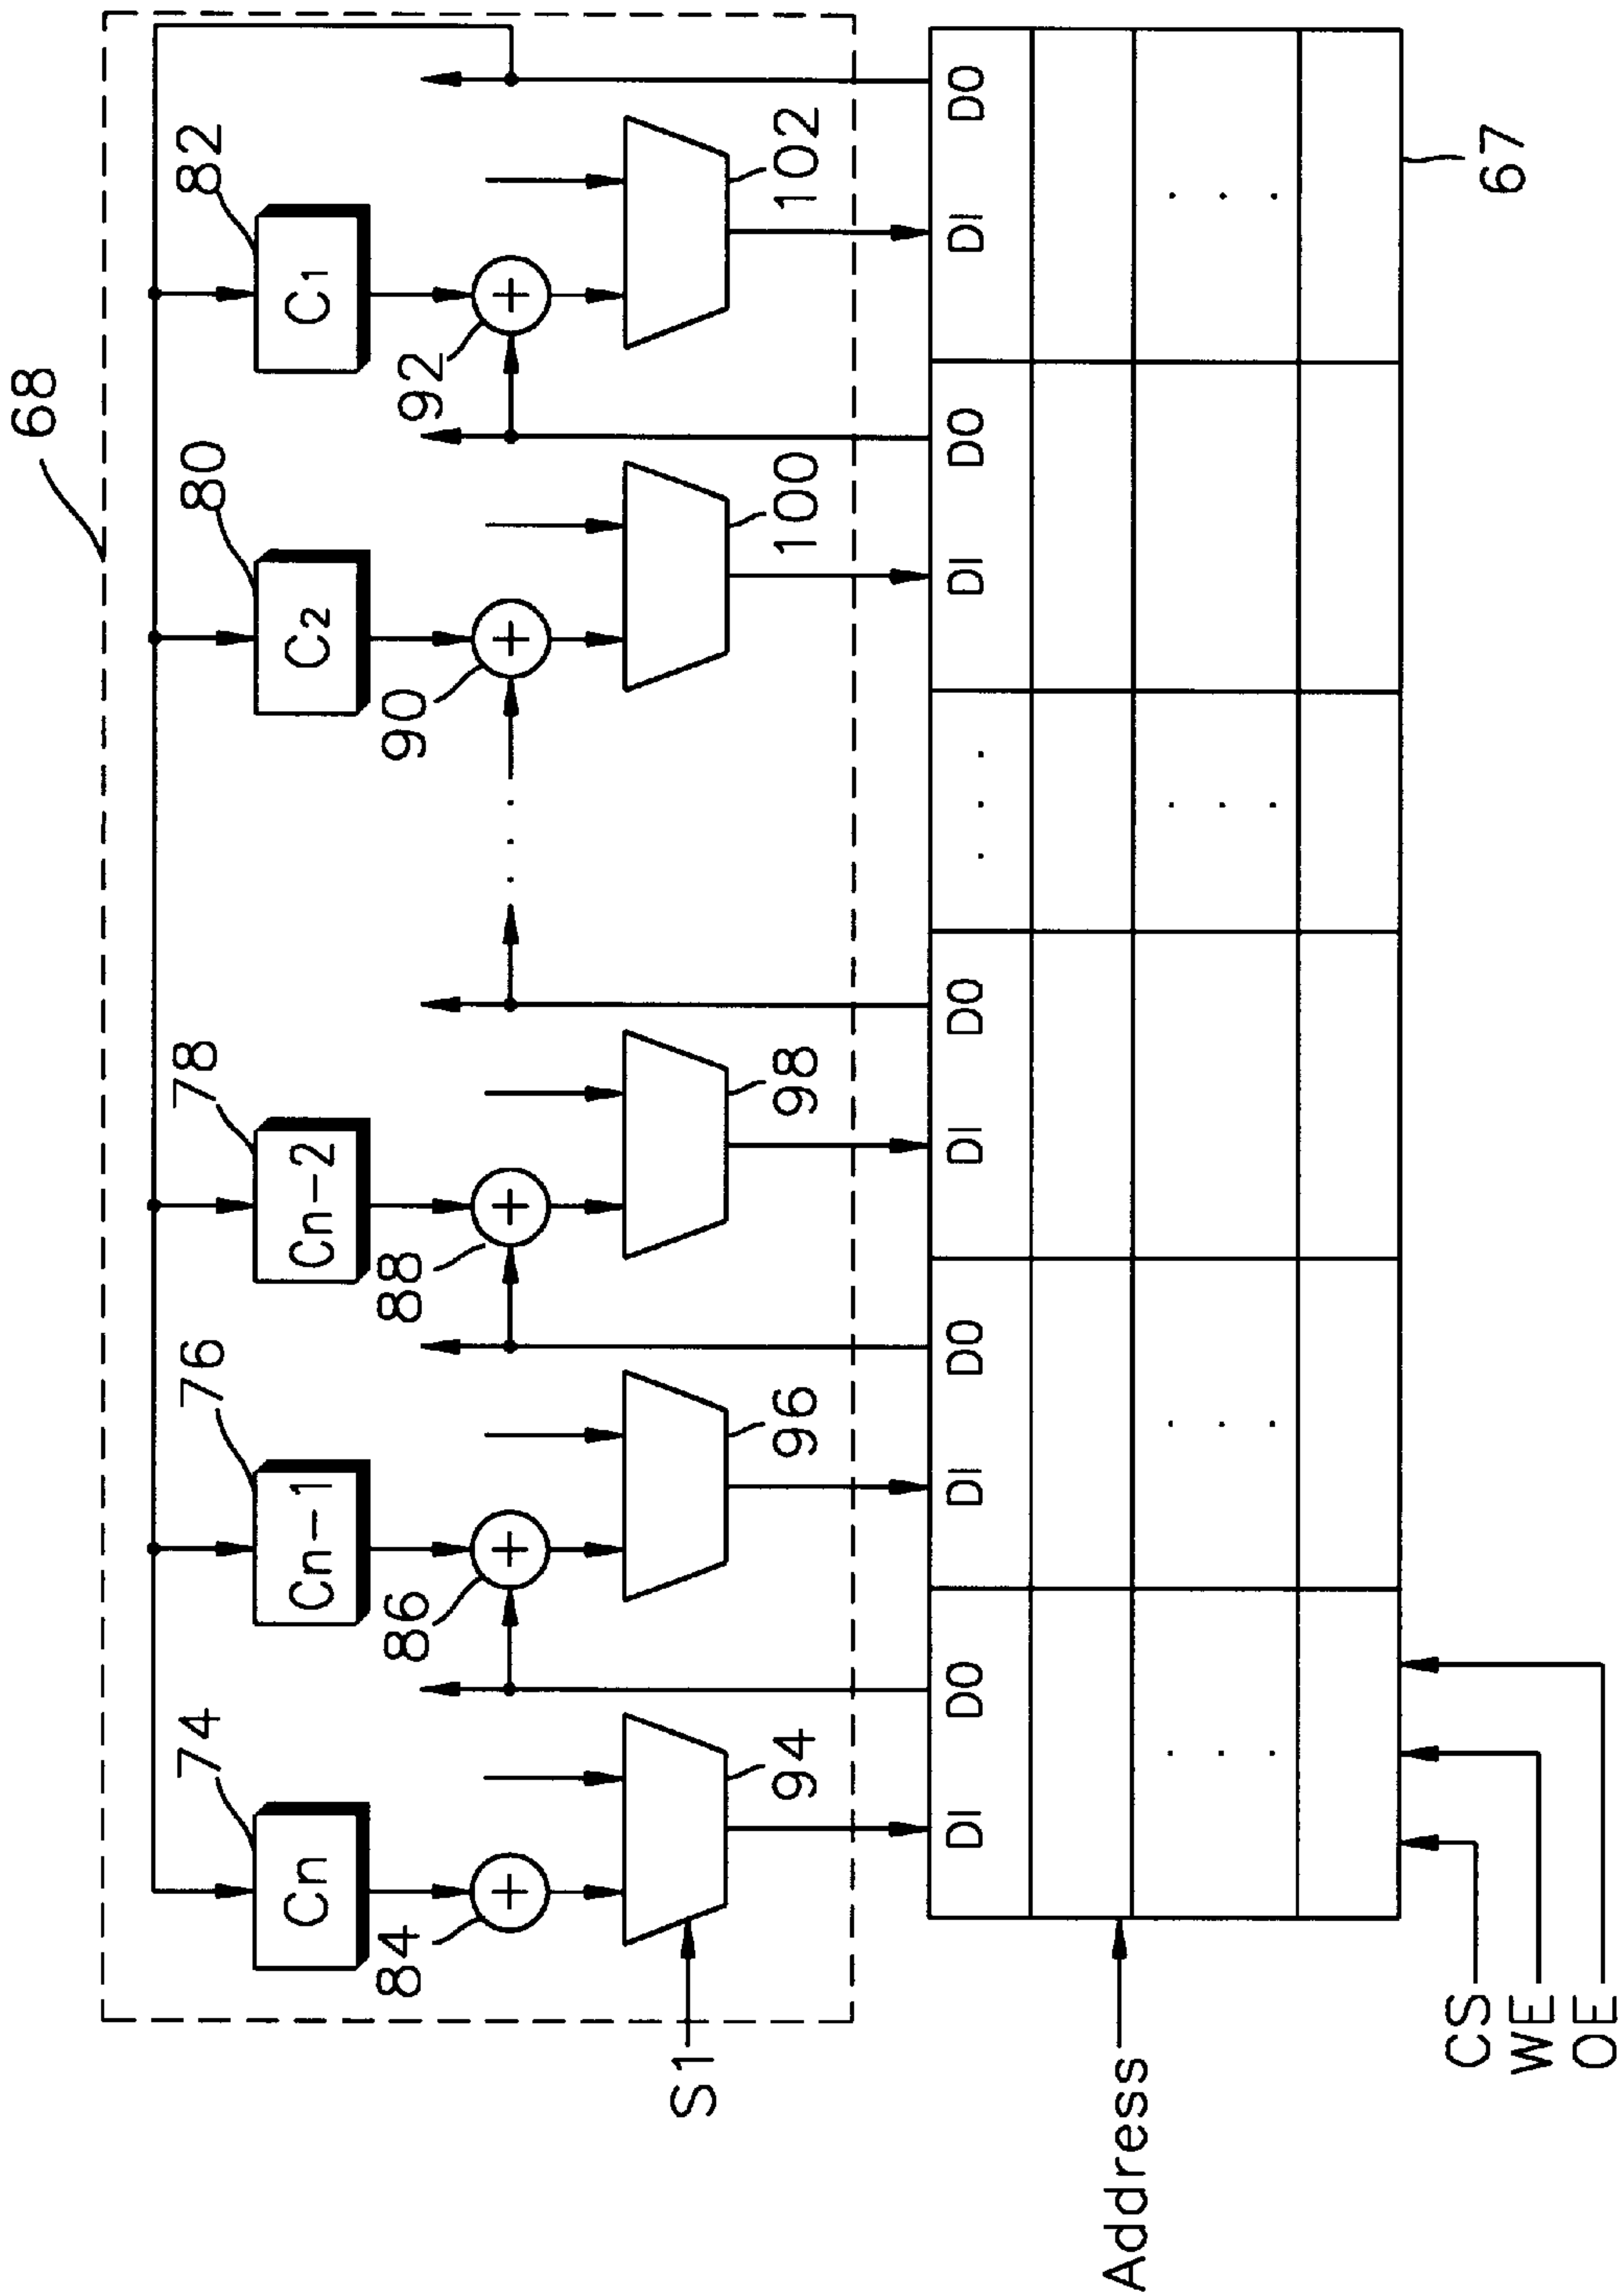 68
74
76
78
80
82
Cn
Cn-1
Cn-2
C2
C1
84
86
88
90
92
+
+
+
+
+
S1
94
96
98
100
102
DI DO DI DO DI DO . . . DI DO DI DO
Address
. . .
. . .
. . .
. . .
67
CS
WE
OE